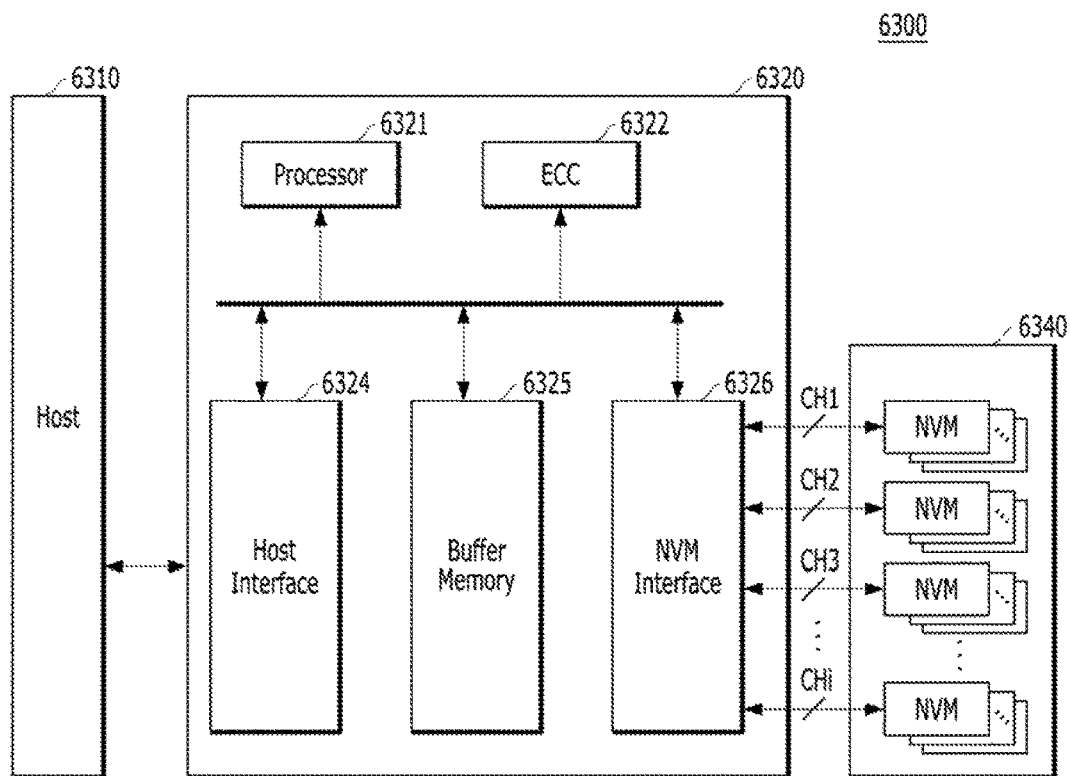 6300
6310
6320
6321
6322
Processor
ECC
6340
6324
6325
6326
CH1
NVM
Host
CH2
NVM
Host
Interface
Buffer
Memory
NVM
Interface
CH3
NVM
CHi
NVM